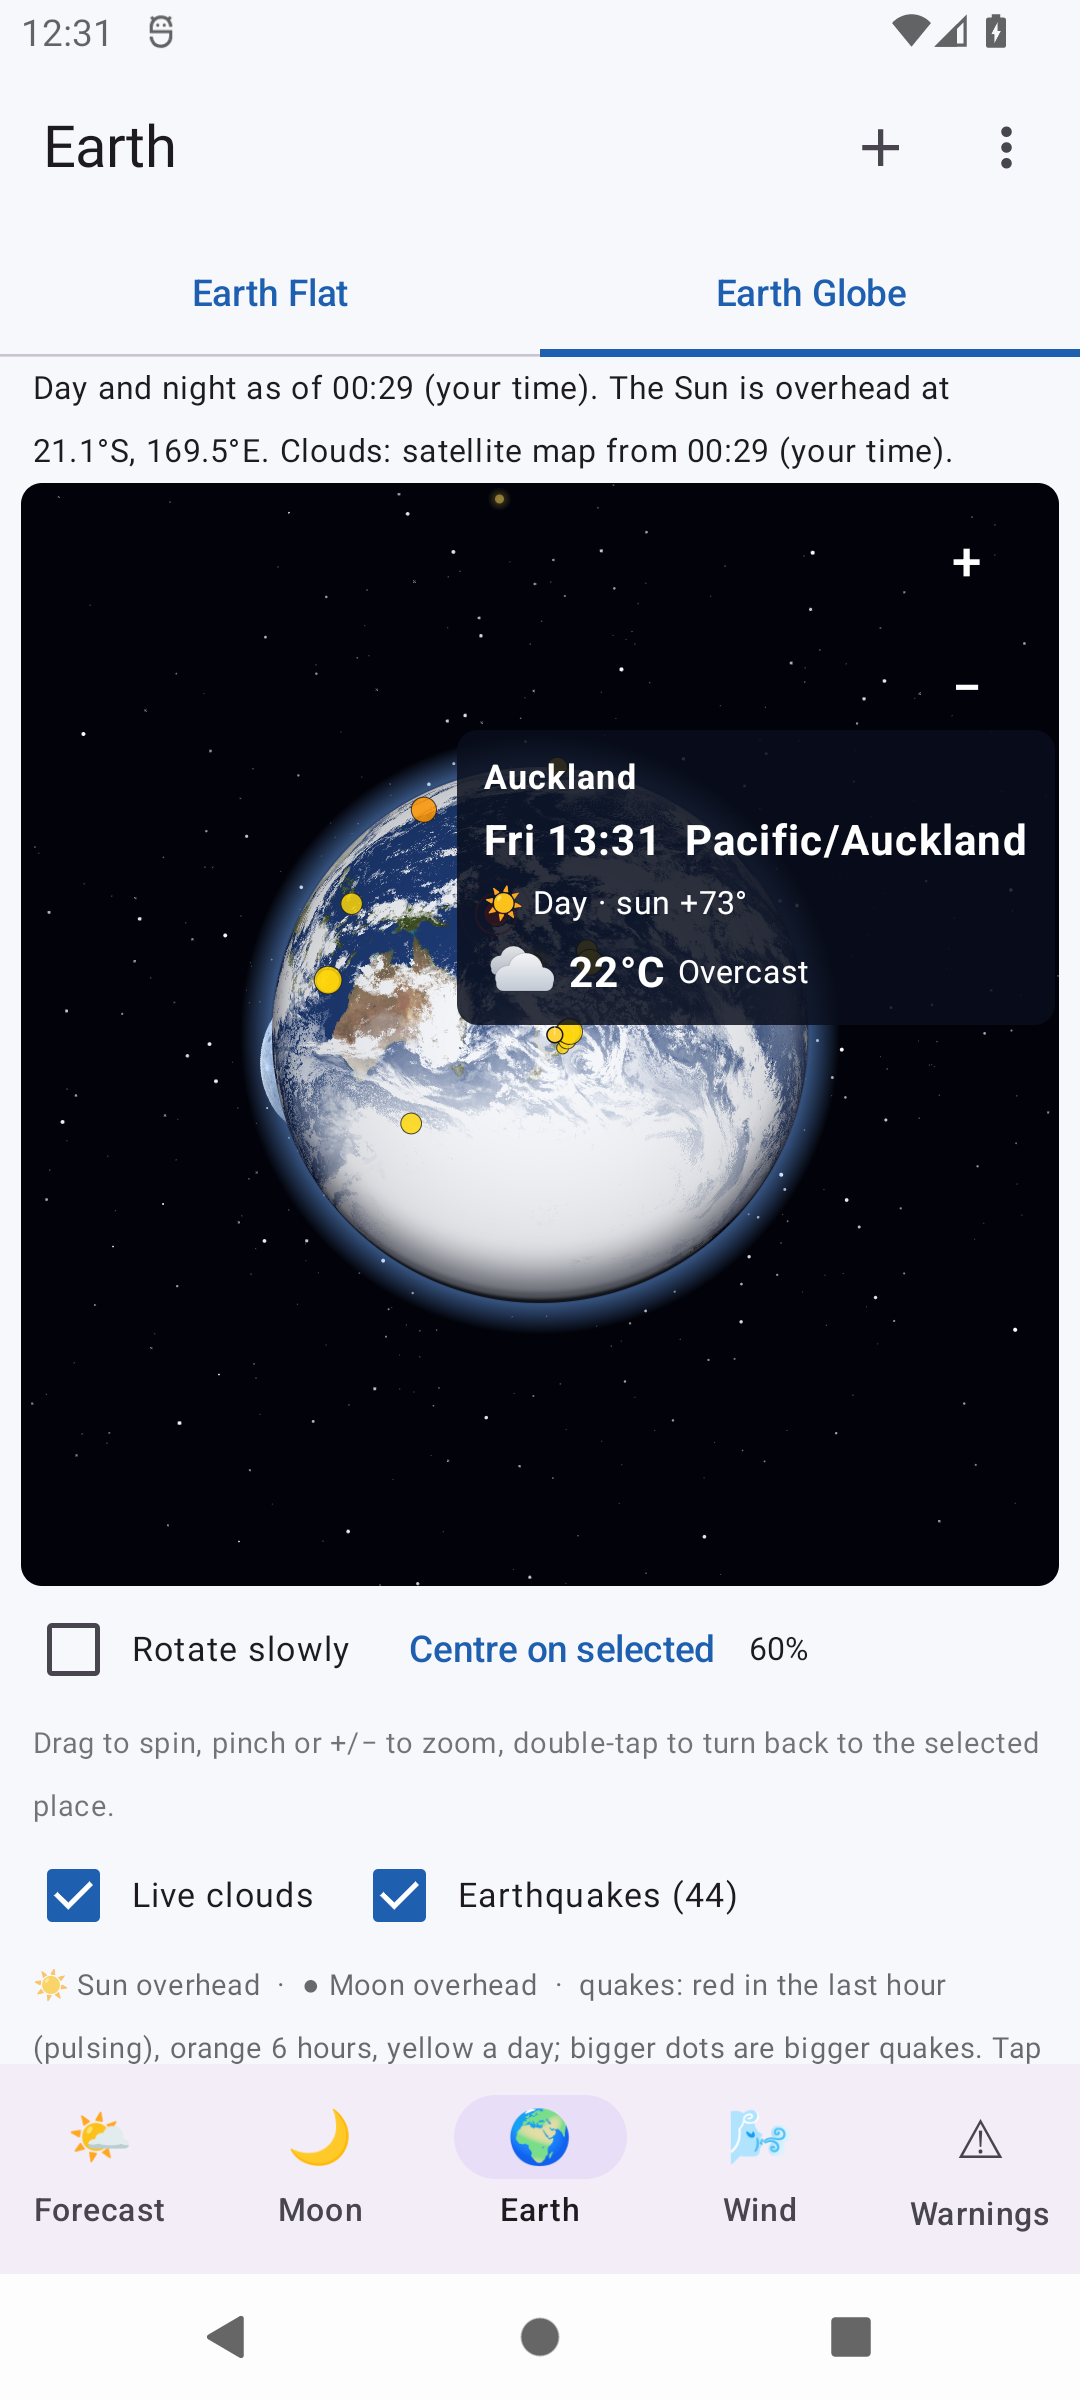 12:31
Earth
Earth Flat
Earth Globe
Day and night as of 00:29 (your time). The Sun is overhead at
21.1°S, 169.5°E. Clouds: satellite map from 00:29 (your time).
+
−
Auckland
Fri 13:31 Pacific/Auckland
Day · sun +73°
22°C Overcast
Rotate slowly
Centre on selected
60%
Drag to spin, pinch or +/− to zoom, double-tap to turn back to the selected
place.
Live clouds
Earthquakes (44)
☀️ Sun overhead · ● Moon overhead · quakes: red in the last hour
(pulsing), orange 6 hours, yellow a day; bigger dots are bigger quakes. Tap
Forecast
Moon
Earth
Wind
Warnings